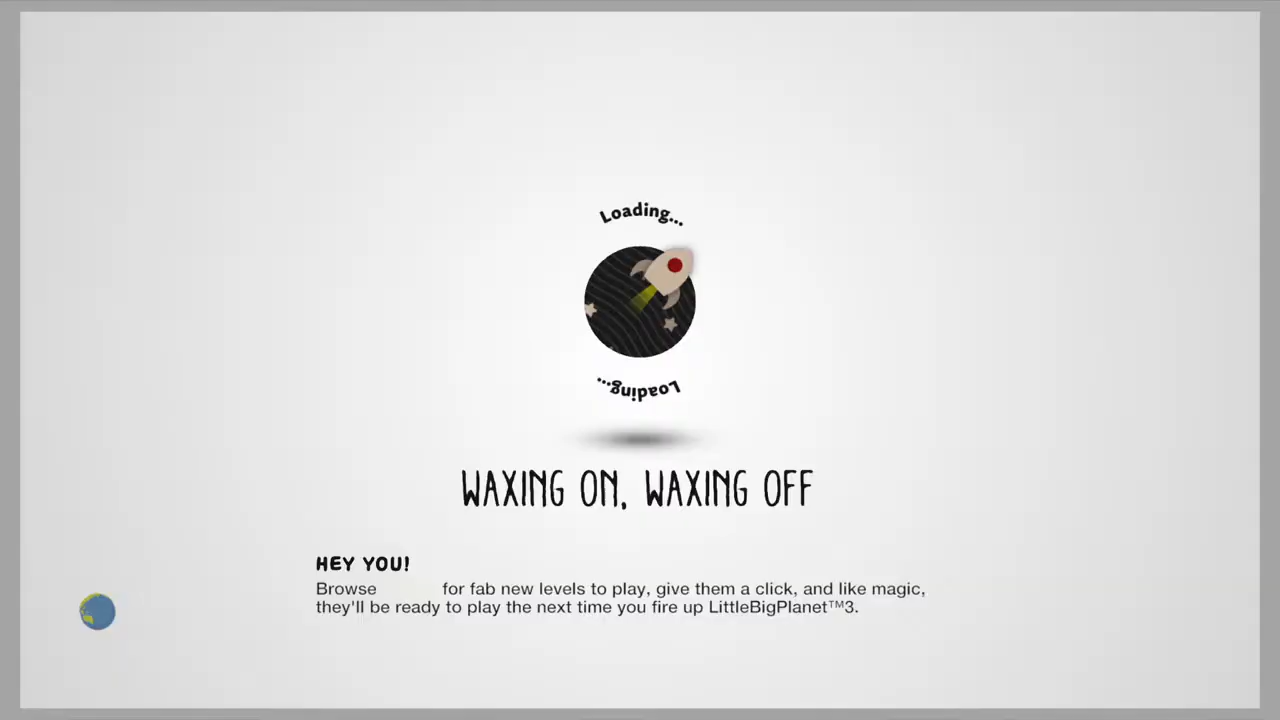 Loading...
Loading...
WAXING ON, WAXING OFF
HEY YOU!
Browse for fab new levels to play, give them a click, and like magic,
they'll be ready to play the next time you fire up LittleBigPlanet™3.